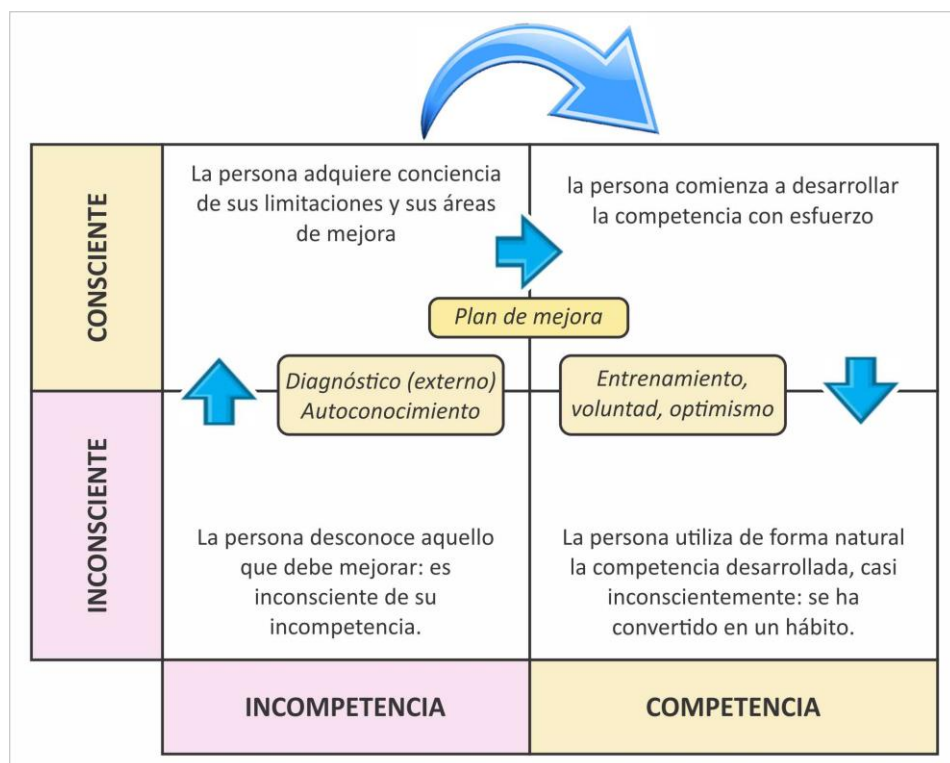 CONSCIENTE
La persona adquiere conciencia
de sus limitaciones y sus áreas
de mejora
la persona comienza a desarrollar
la competencia con esfuerzo
Plan de mejora
Diagnóstico (externo)
Autoconocimiento
Entrenamiento,
voluntad, optimismo
INCONSCIENTE
La persona desconoce aquello
que debe mejorar: es
inconsciente de su
incompetencia.
La persona utiliza de forma natural
la competencia desarrollada, casi
inconscientemente: se ha
convertido en un hábito.
INCOMPETENCIA
COMPETENCIA